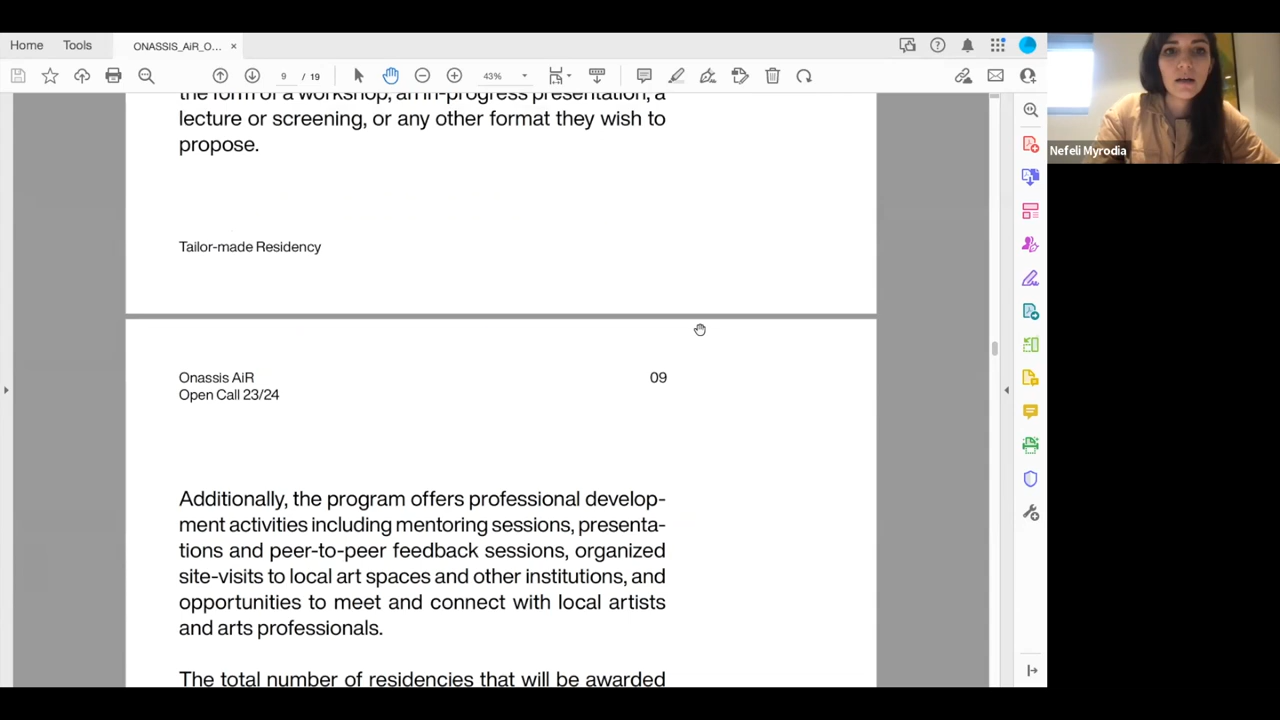 Home
Tools
ONASSIS_AiR_O...
×
9 / 19
43%
the form of a workshop, an in-progress presentation, a
lecture or screening, or any other format they wish to
propose.
Tailor-made Residency
Onassis AiR
09
Open Call 23/24
Additionally, the program offers professional develop-
ment activities including mentoring sessions, presenta-
tions and peer-to-peer feedback sessions, organized
site-visits to local art spaces and other institutions, and
opportunities to meet and connect with local artists
and arts professionals.
The total number of residencies that will be awarded
Nefeli Myrodia